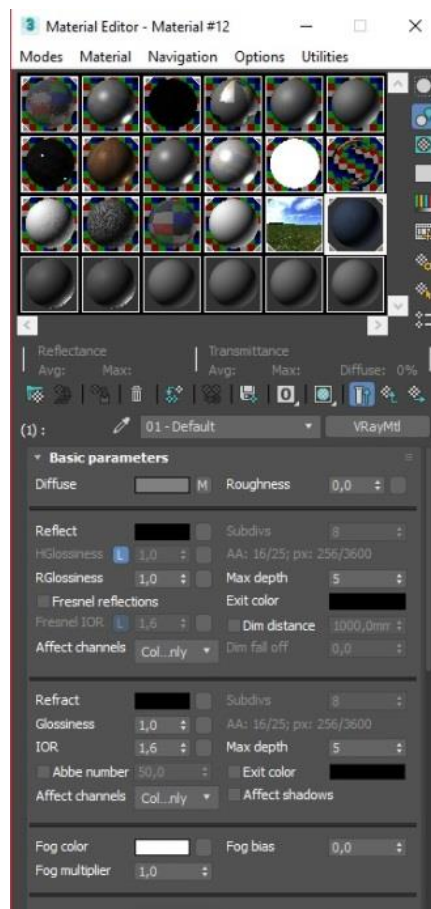 3 Material Editor - Material #12
Modes Material Navigation Options Utilities
Reflectance Transmittance
Avg: Max: Avg: Max: Diffuse: 0%
0
(1) : 01 - Default VRayMtl
Basic parameters
Diffuse M Roughness 0,0
Reflect Subdivs 8
HGlossiness L 1,0 AA: 16/25; px: 256/3600
RGlossiness 1,0 Max depth 5
Fresnel reflections Exit color
Fresnel IOR L 1,6 Dim distance 1000,0mm
Affect channels Col...nly Dim fall off 0,0
Refract Subdivs 8
Glossiness 1,0 AA: 16/25; px: 256/3600
IOR 1,6 Max depth 5
Abbe number 50,0 Exit color
Affect channels Col...nly Affect shadows
Fog color Fog bias 0,0
Fog multiplier 1,0